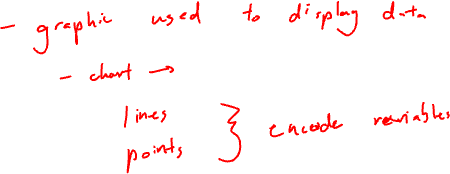 - graphic used to display data
- chart →
lines
points } encode variables